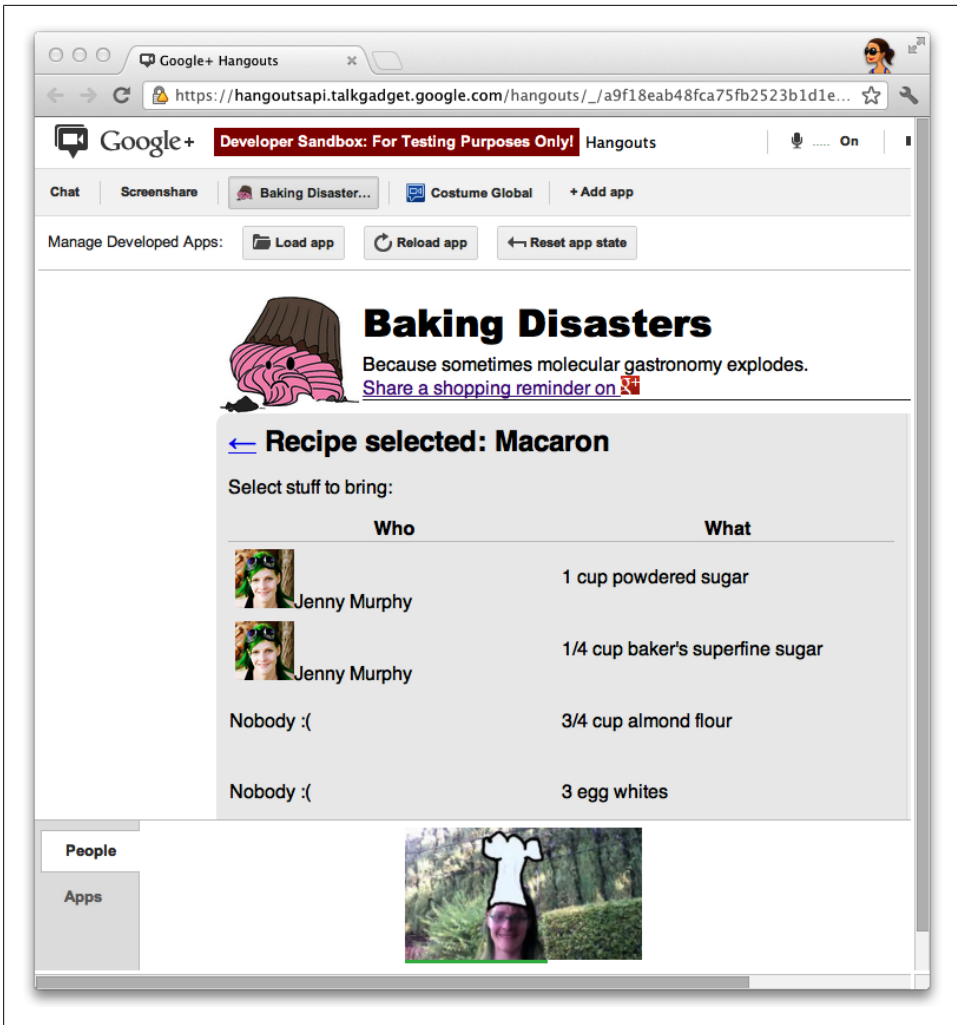 Google+ Hangouts
https://hangoutsapi.talkgadget.google.com/hangouts/_/a9f18eab48fca75fb2523b1d1e...
Google+ Developer Sandbox: For Testing Purposes Only! Hangouts ..... On
Chat Screenshare Baking Disaster... Costume Global + Add app
Manage Developed Apps: Load app Reload app Reset app state
Baking Disasters
Because sometimes molecular gastronomy explodes.
Share a shopping reminder on g+
← Recipe selected: Macaron
Select stuff to bring:
Who What
Jenny Murphy 1 cup powdered sugar
Jenny Murphy 1/4 cup baker's superfine sugar
Nobody :( 3/4 cup almond flour
Nobody :( 3 egg whites
People
Apps